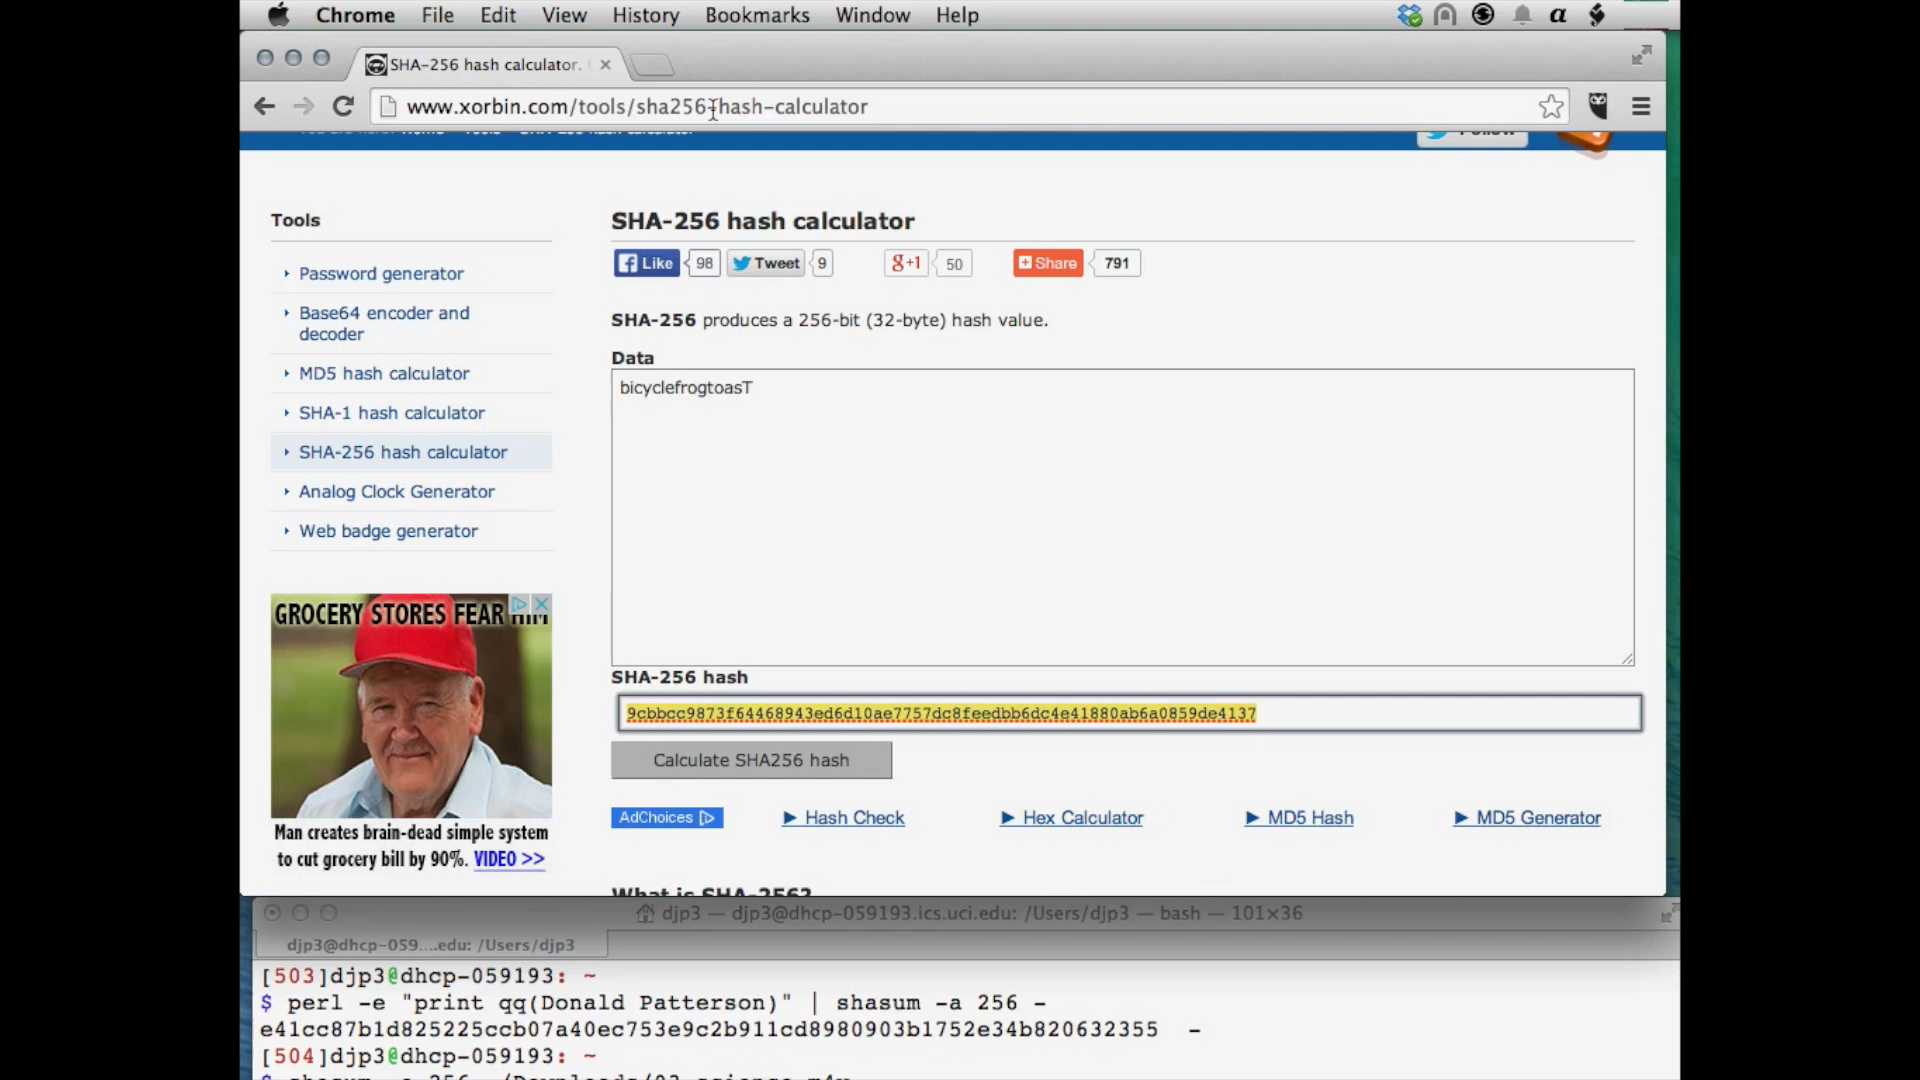 Chrome File Edit View History Bookmarks Window Help
SHA-256 hash calculator.
www.xorbin.com/tools/sha256-hash-calculator
Tools
Password generator
Base64 encoder and
decoder
MD5 hash calculator
SHA-1 hash calculator
SHA-256 hash calculator
Analog Clock Generator
Web badge generator
GROCERY STORES FEAR HIM
Man creates brain-dead simple system
to cut grocery bill by 90%. VIDEO >>
SHA-256 hash calculator
Like 98 Tweet 9 g+1 50 Share 791
SHA-256 produces a 256-bit (32-byte) hash value.
Data
bicyclefrogtoasT
SHA-256 hash
9cbbcc9873f64468943ed6d10ae7757dc8feedbb6dc4e41880ab6a0859de4137
Calculate SHA256 hash
AdChoices Hash Check Hex Calculator MD5 Hash MD5 Generator
What is SHA-256?
djp3 — djp3@dhcp-059193.ics.uci.edu: /Users/djp3 — bash — 101×36
djp3@dhcp-059....edu: /Users/djp3
[503]djp3@dhcp-059193: ~
$ perl -e "print qq(Donald Patterson)" | shasum -a 256 -
e41cc87b1d825225ccb07a40ec753e9c2b911cd8980903b1752e34b820632355 -
[504]djp3@dhcp-059193: ~